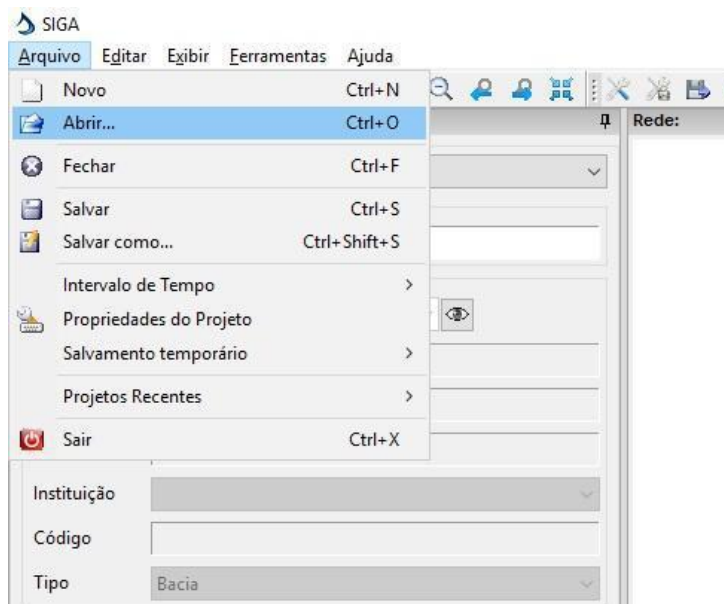 SIGA
Arquivo Editar Exibir Ferramentas Ajuda
Novo Ctrl+N
Abrir... Ctrl+O
Rede:
Fechar Ctrl+F
Salvar Ctrl+S
Salvar como... Ctrl+Shift+S
Intervalo de Tempo
Propriedades do Projeto
Salvamento temporário
Projetos Recentes
Sair Ctrl+X
Instituição
Código
Tipo Bacia